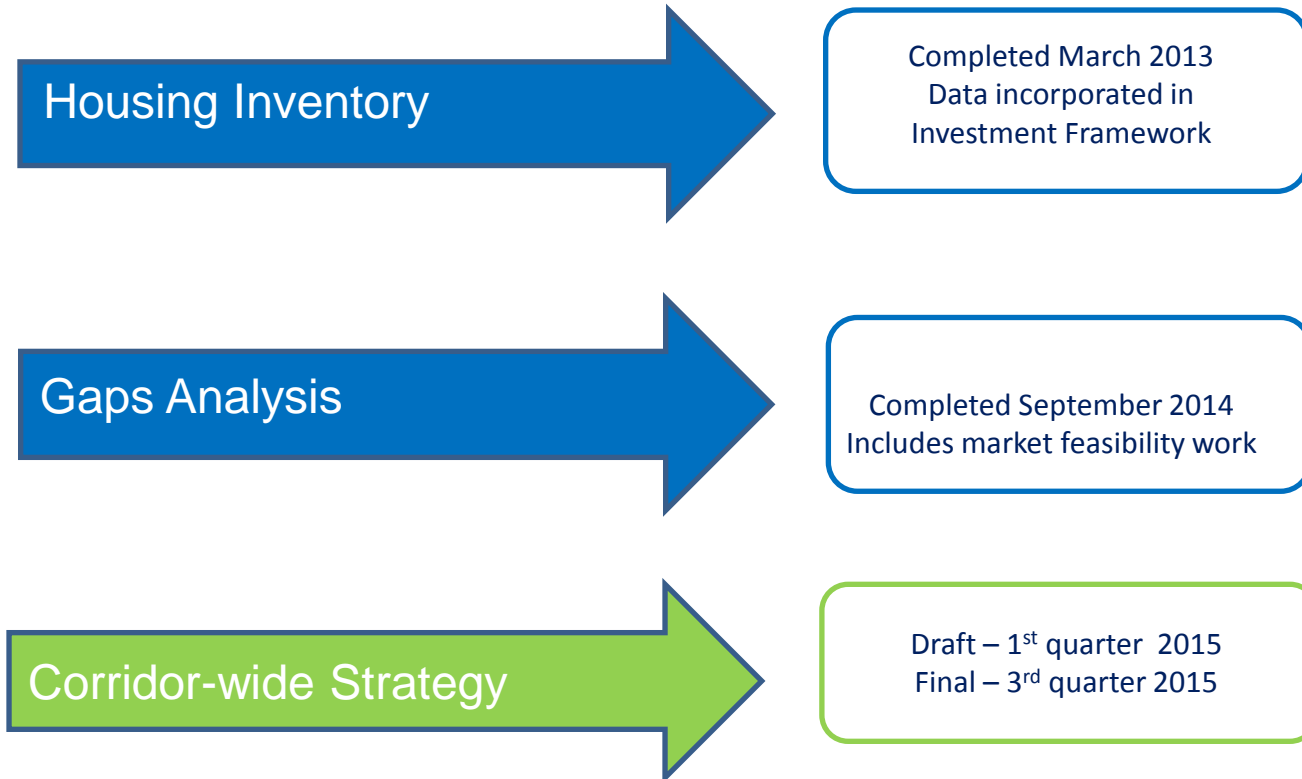 Housing Inventory
Completed March 2013
Data incorporated in
Investment Framework
Gaps Analysis
Completed September 2014
Includes market feasibility work
Corridor-wide Strategy
Draft – 1st quarter 2015
Final – 3rd quarter 2015